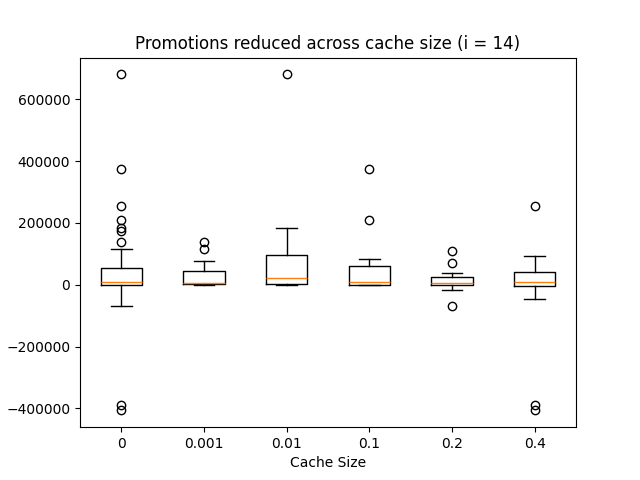 Promotions reduced across cache size (i = 14)
600000
400000
200000
0
−200000
−400000
0 0.001 0.01 0.1 0.2 0.4
Cache Size